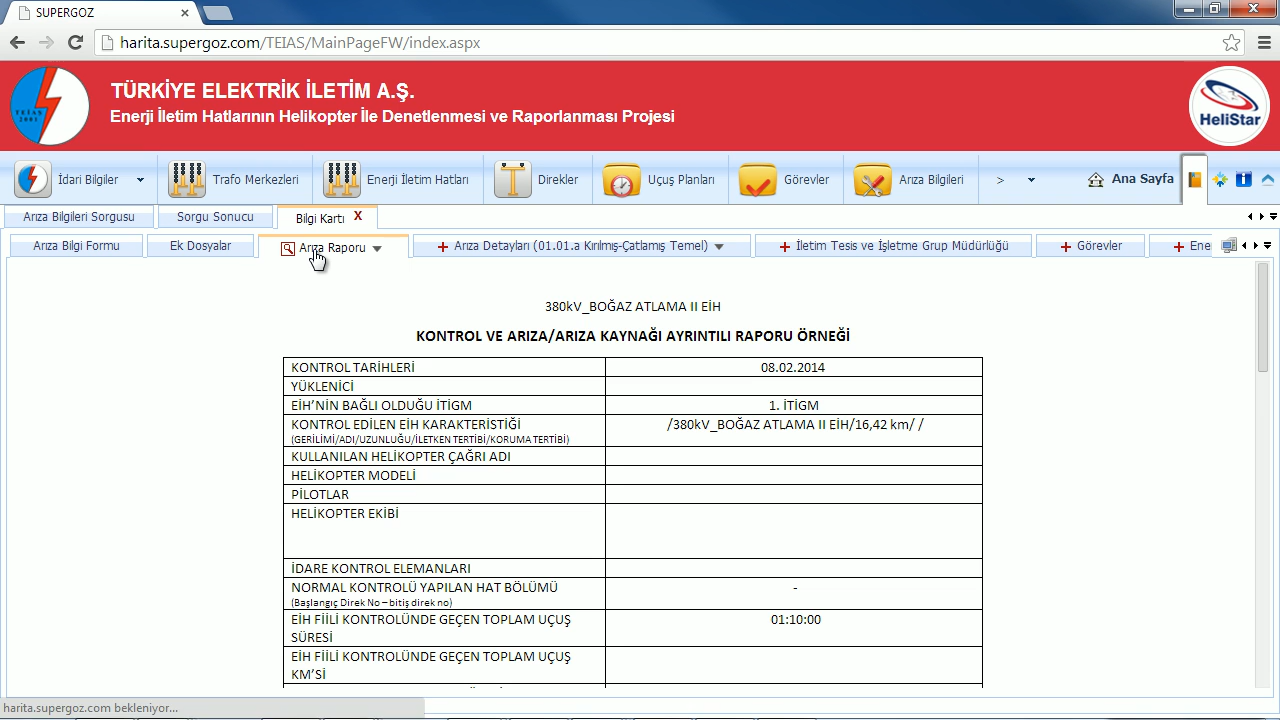 SUPERGOZ
harita.supergoz.com/TEIAS/MainPageFW/index.aspx
TEİAŞ
2001
TÜRKİYE ELEKTRİK İLETİM A.Ş.
Enerji İletim Hatlarının Helikopter İle Denetlenmesi ve Raporlanması Projesi
HeliStar
İdari Bilgiler
Trafo Merkezleri
Enerji İletim Hatları
Direkler
Uçuş Planları
Görevler
Arıza Bilgileri
>
Ana Sayfa
Arıza Bilgileri Sorgusu
Sorgu Sonucu
Bilgi Kartı X
Arıza Bilgi Formu
Ek Dosyalar
Arıza Raporu
Arıza Detayları (01.01.a Kırılmış-Çatlamış Temel)
İletim Tesis ve İşletme Grup Müdürlüğü
Görevler
Ene
380kV_BOĞAZ ATLAMA II EİH
KONTROL VE ARIZA/ARIZA KAYNAĞI AYRINTILI RAPORU ÖRNEĞİ
KONTROL TARİHLERİ 08.02.2014
YÜKLENİCİ
EİH’NİN BAĞLI OLDUĞU İTİGM 1. İTİGM
KONTROL EDILEN EİH KARAKTERİSTİĞİ /380kV_BOĞAZ ATLAMA II EİH/16,42 km/ /
(GERİLİMİ/ADI/UZUNLUĞU/İLETKEN TERTİBİ/KORUMA TERTİBİ)
KULLANILAN HELİKOPTER ÇAĞRI ADI
HELİKOPTER MODELİ
PİLOTLAR
HELİKOPTER EKİBİ
İDARE KONTROL ELEMANLARI
NORMAL KONTROLÜ YAPILAN HAT BÖLÜMÜ -
(Başlangıç Direk No – bitiş direk no)
EİH FİİLİ KONTROLÜNDE GEÇEN TOPLAM UÇUŞ 01:10:00
SÜRESİ
EİH FİİLİ KONTROLÜNDE GEÇEN TOPLAM UÇUŞ
KM’Sİ
harita.supergoz.com bekleniyor...